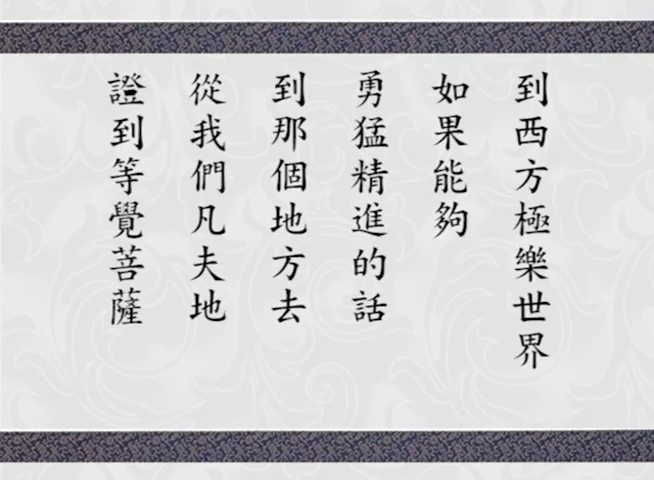 到西方極樂世界
如果能夠
勇猛精進的話
到那個地方去
從我們凡夫地
證到等覺菩薩